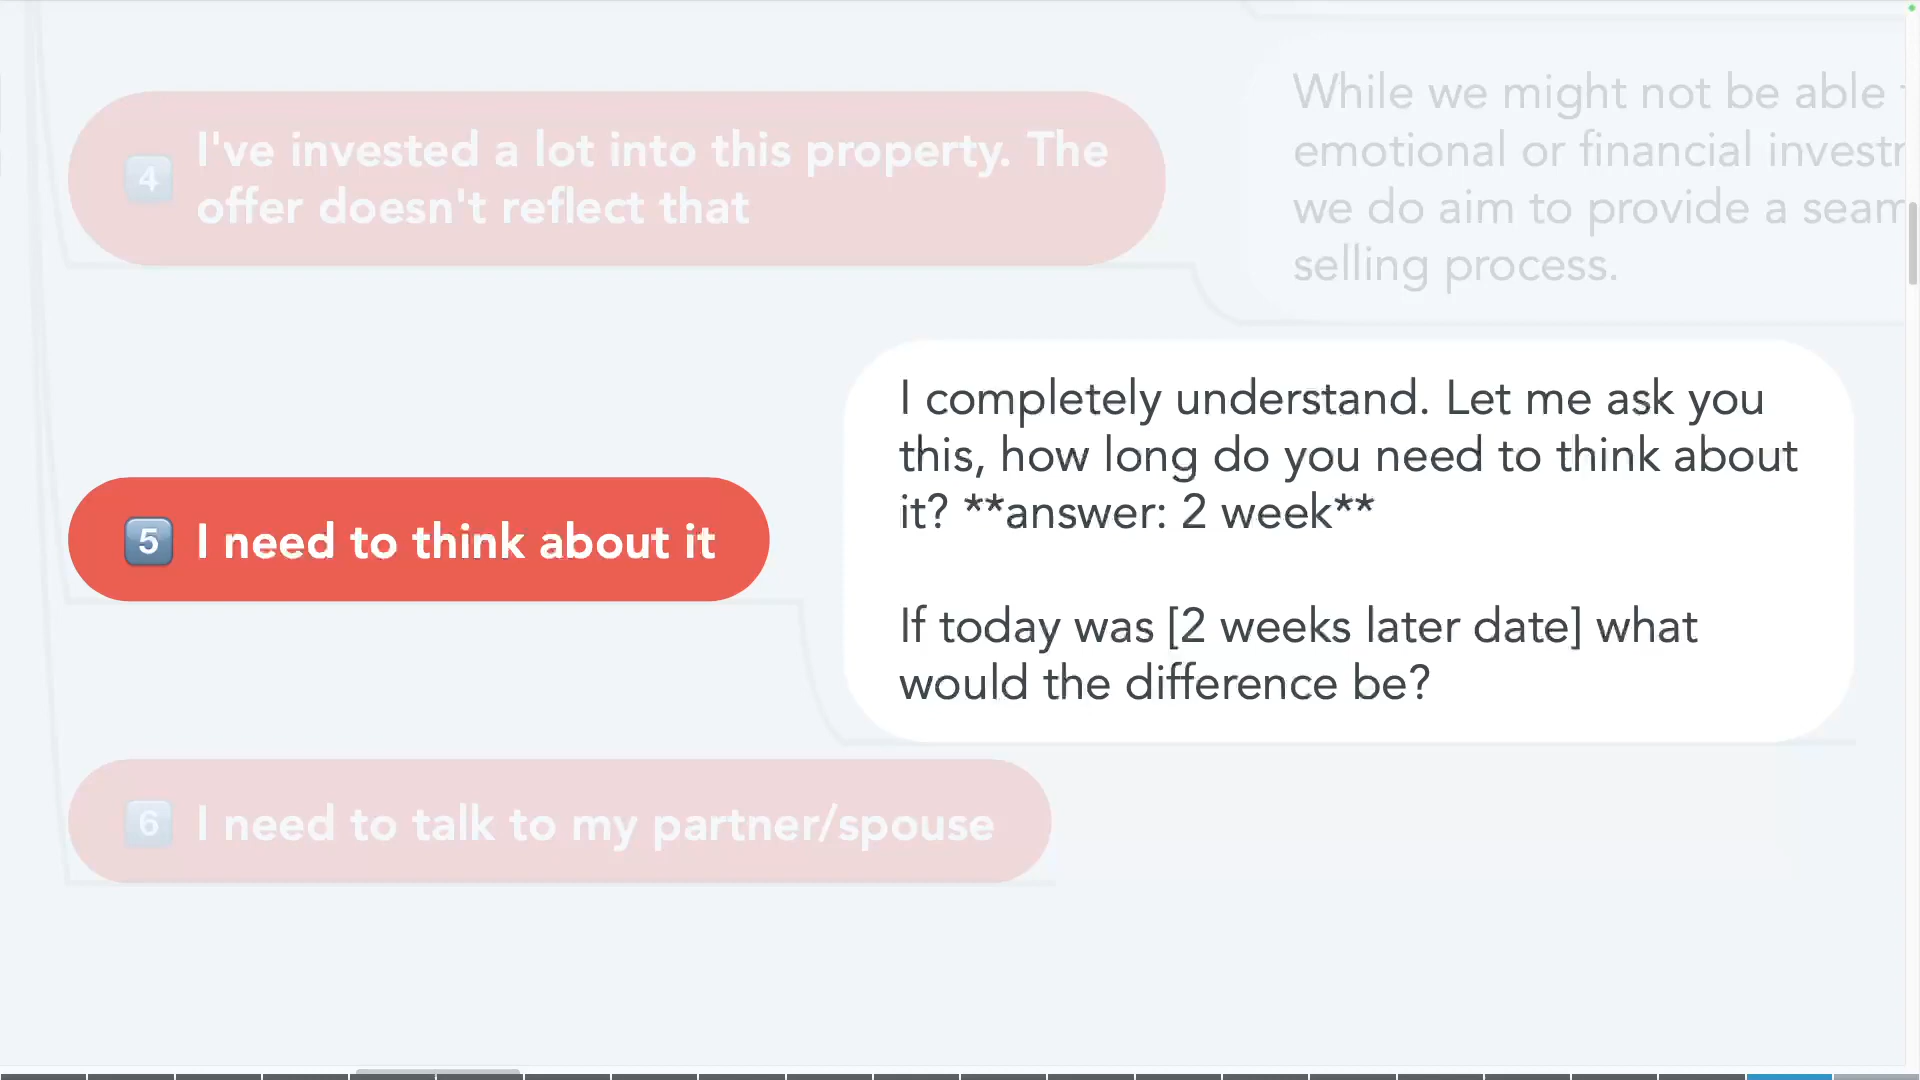 4 I've invested a lot into this property. The
offer doesn't reflect that
While we might not be able
emotional or financial
we do aim to provide a
selling process.
5 I need to think about it
I completely understand. Let me ask you
this, how long do you need to think about
it? **answer: 2 week**
If today was [2 weeks later date] what
would the difference be?
6 I need to talk to my partner/spouse